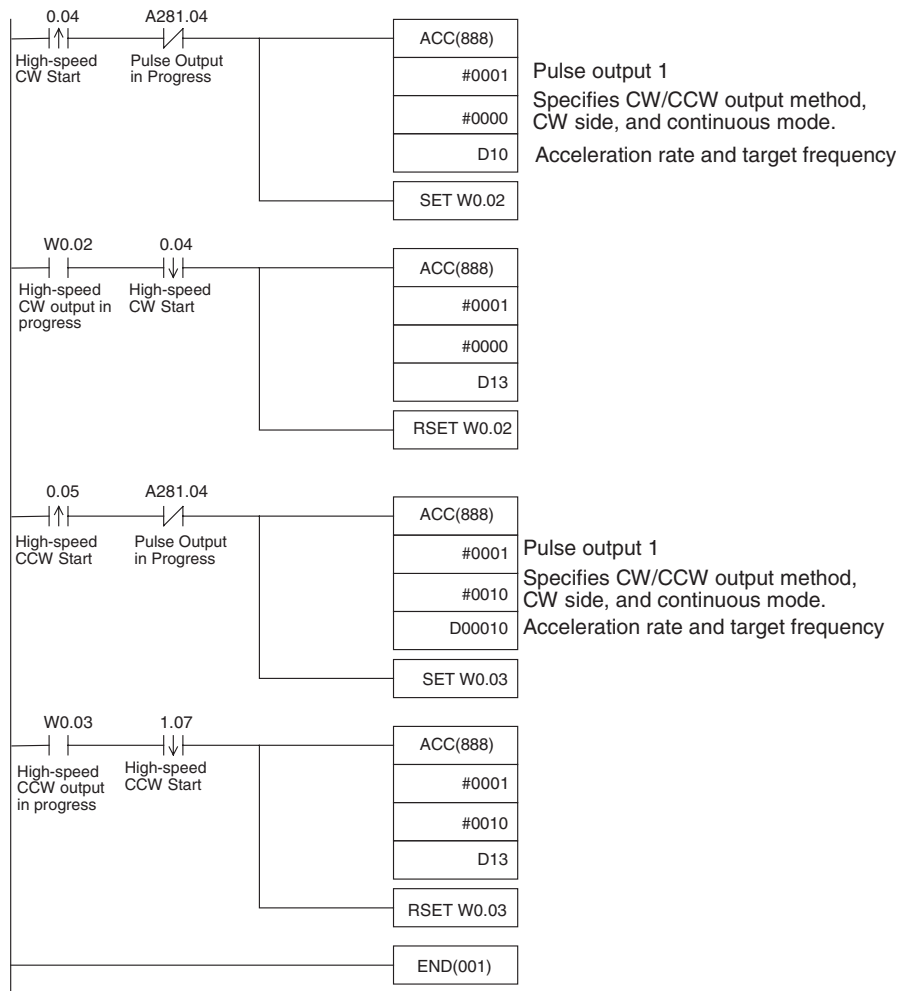 0.04 A281.04
High-speed
CW Start
Pulse Output
in Progress
ACC(888)
#0001 Pulse output 1
#0000 Specifies CW/CCW output method,
CW side, and continuous mode.
D10 Acceleration rate and target frequency
SET W0.02
W0.02 0.04
High-speed
CW output in
progress
High-speed
CW Start
ACC(888)
#0001
#0000
D13
RSET W0.02
0.05 A281.04
High-speed
CCW Start
Pulse Output
in Progress
ACC(888)
#0001 Pulse output 1
#0010 Specifies CW/CCW output method,
CW side, and continuous mode.
D00010 Acceleration rate and target frequency
SET W0.03
W0.03 1.07
High-speed
CCW output
in progress
High-speed
CCW Start
ACC(888)
#0001
#0010
D13
RSET W0.03
END(001)